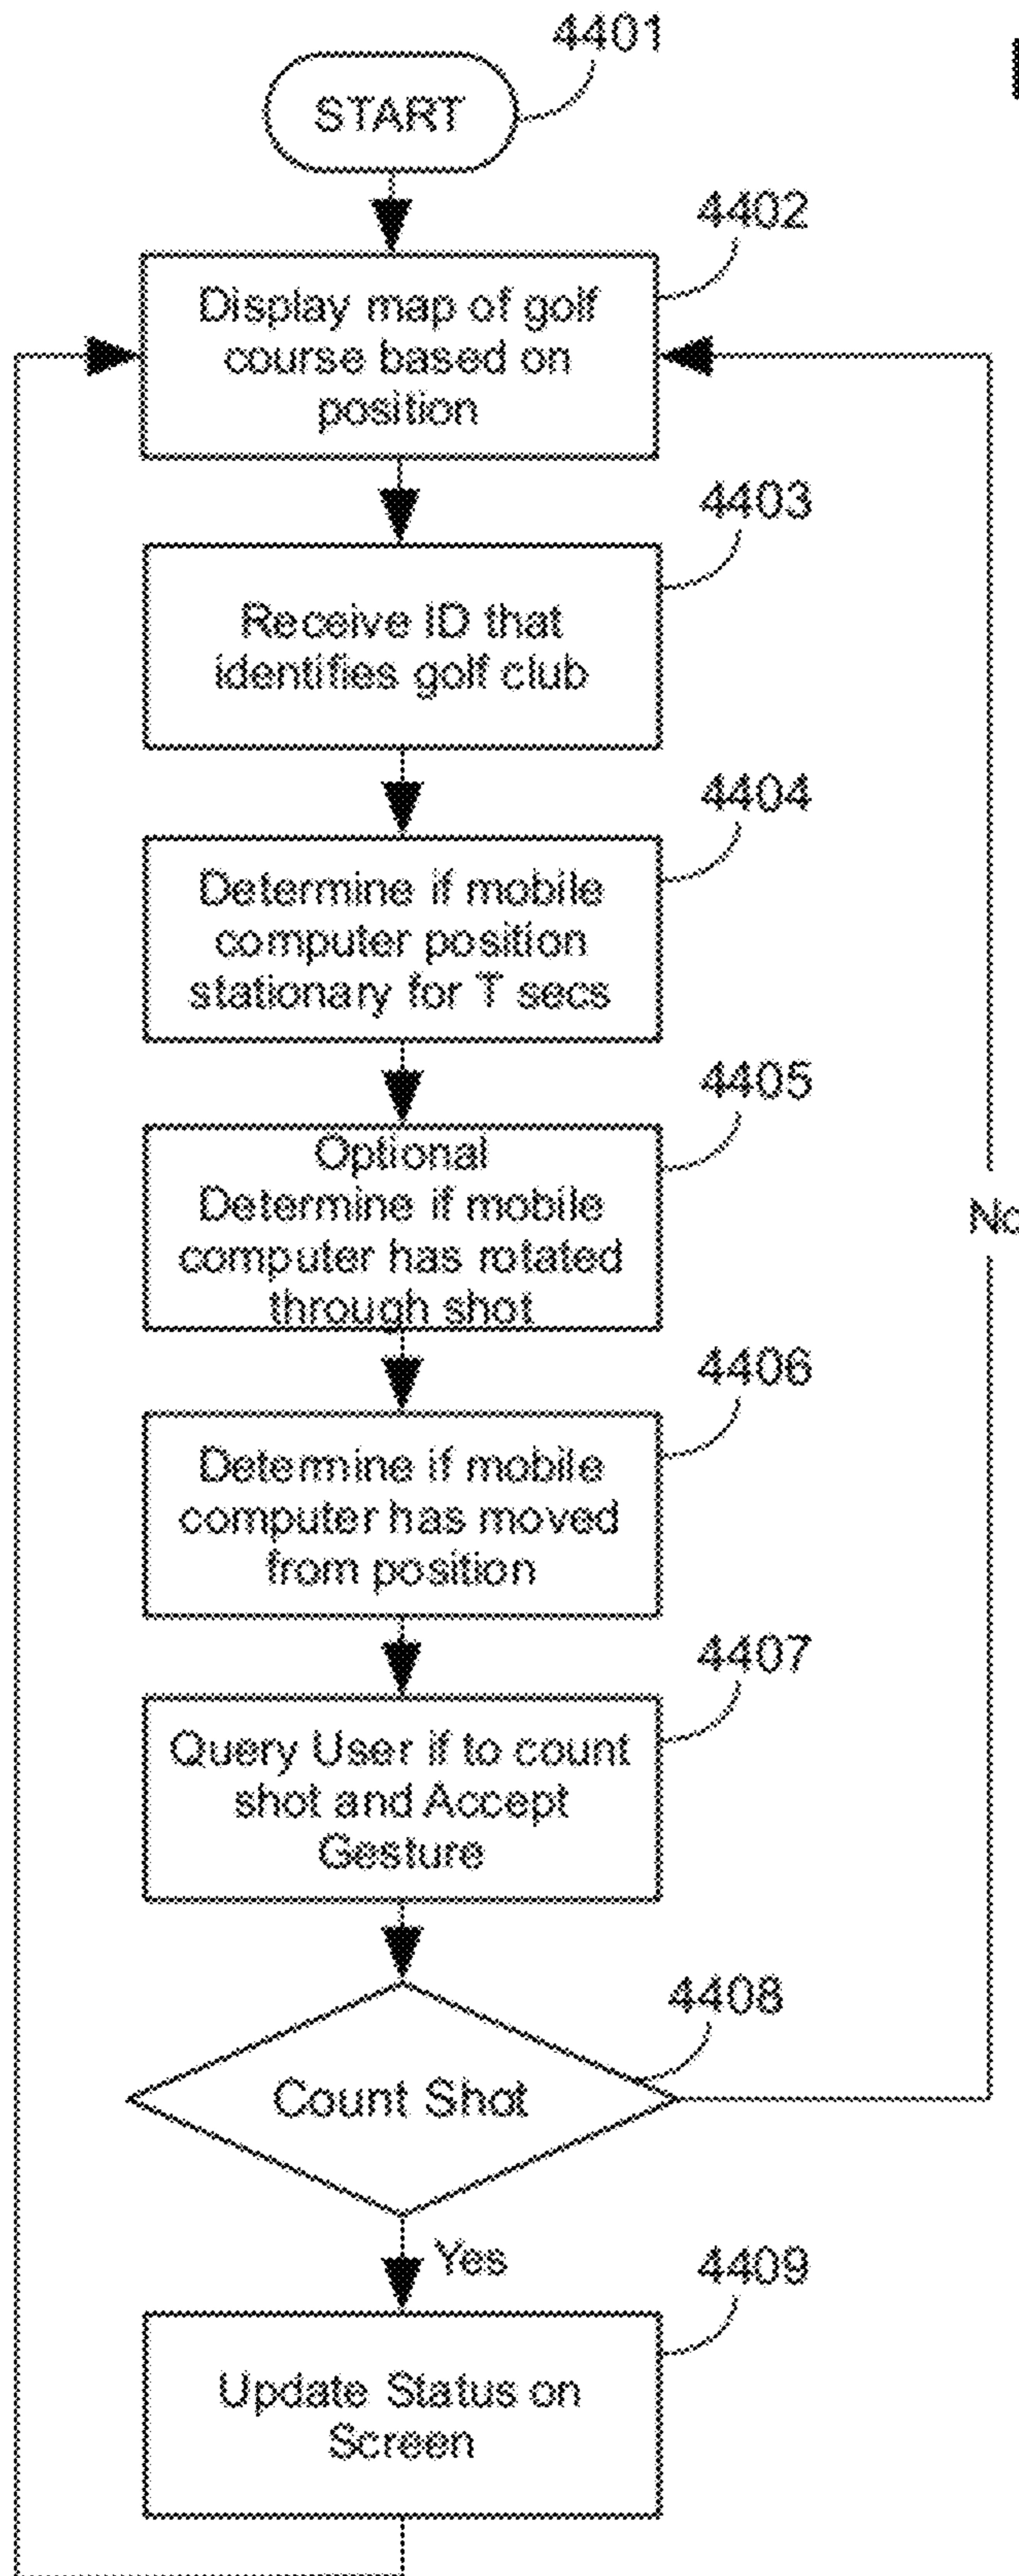 4401
START
4402
Display map of golf
course based on
position
4403
Receive ID that
identifies golf club
4404
Determine if mobile
computer position
stationary for T secs
4405
Optional
Determine if mobile
computer has rotated
through shot
No
4406
Determine if mobile
computer has moved
from position
4407
Query User if to count
shot and Accept
Gesture
4408
Count Shot
Yes
4409
Update Status on
Screen